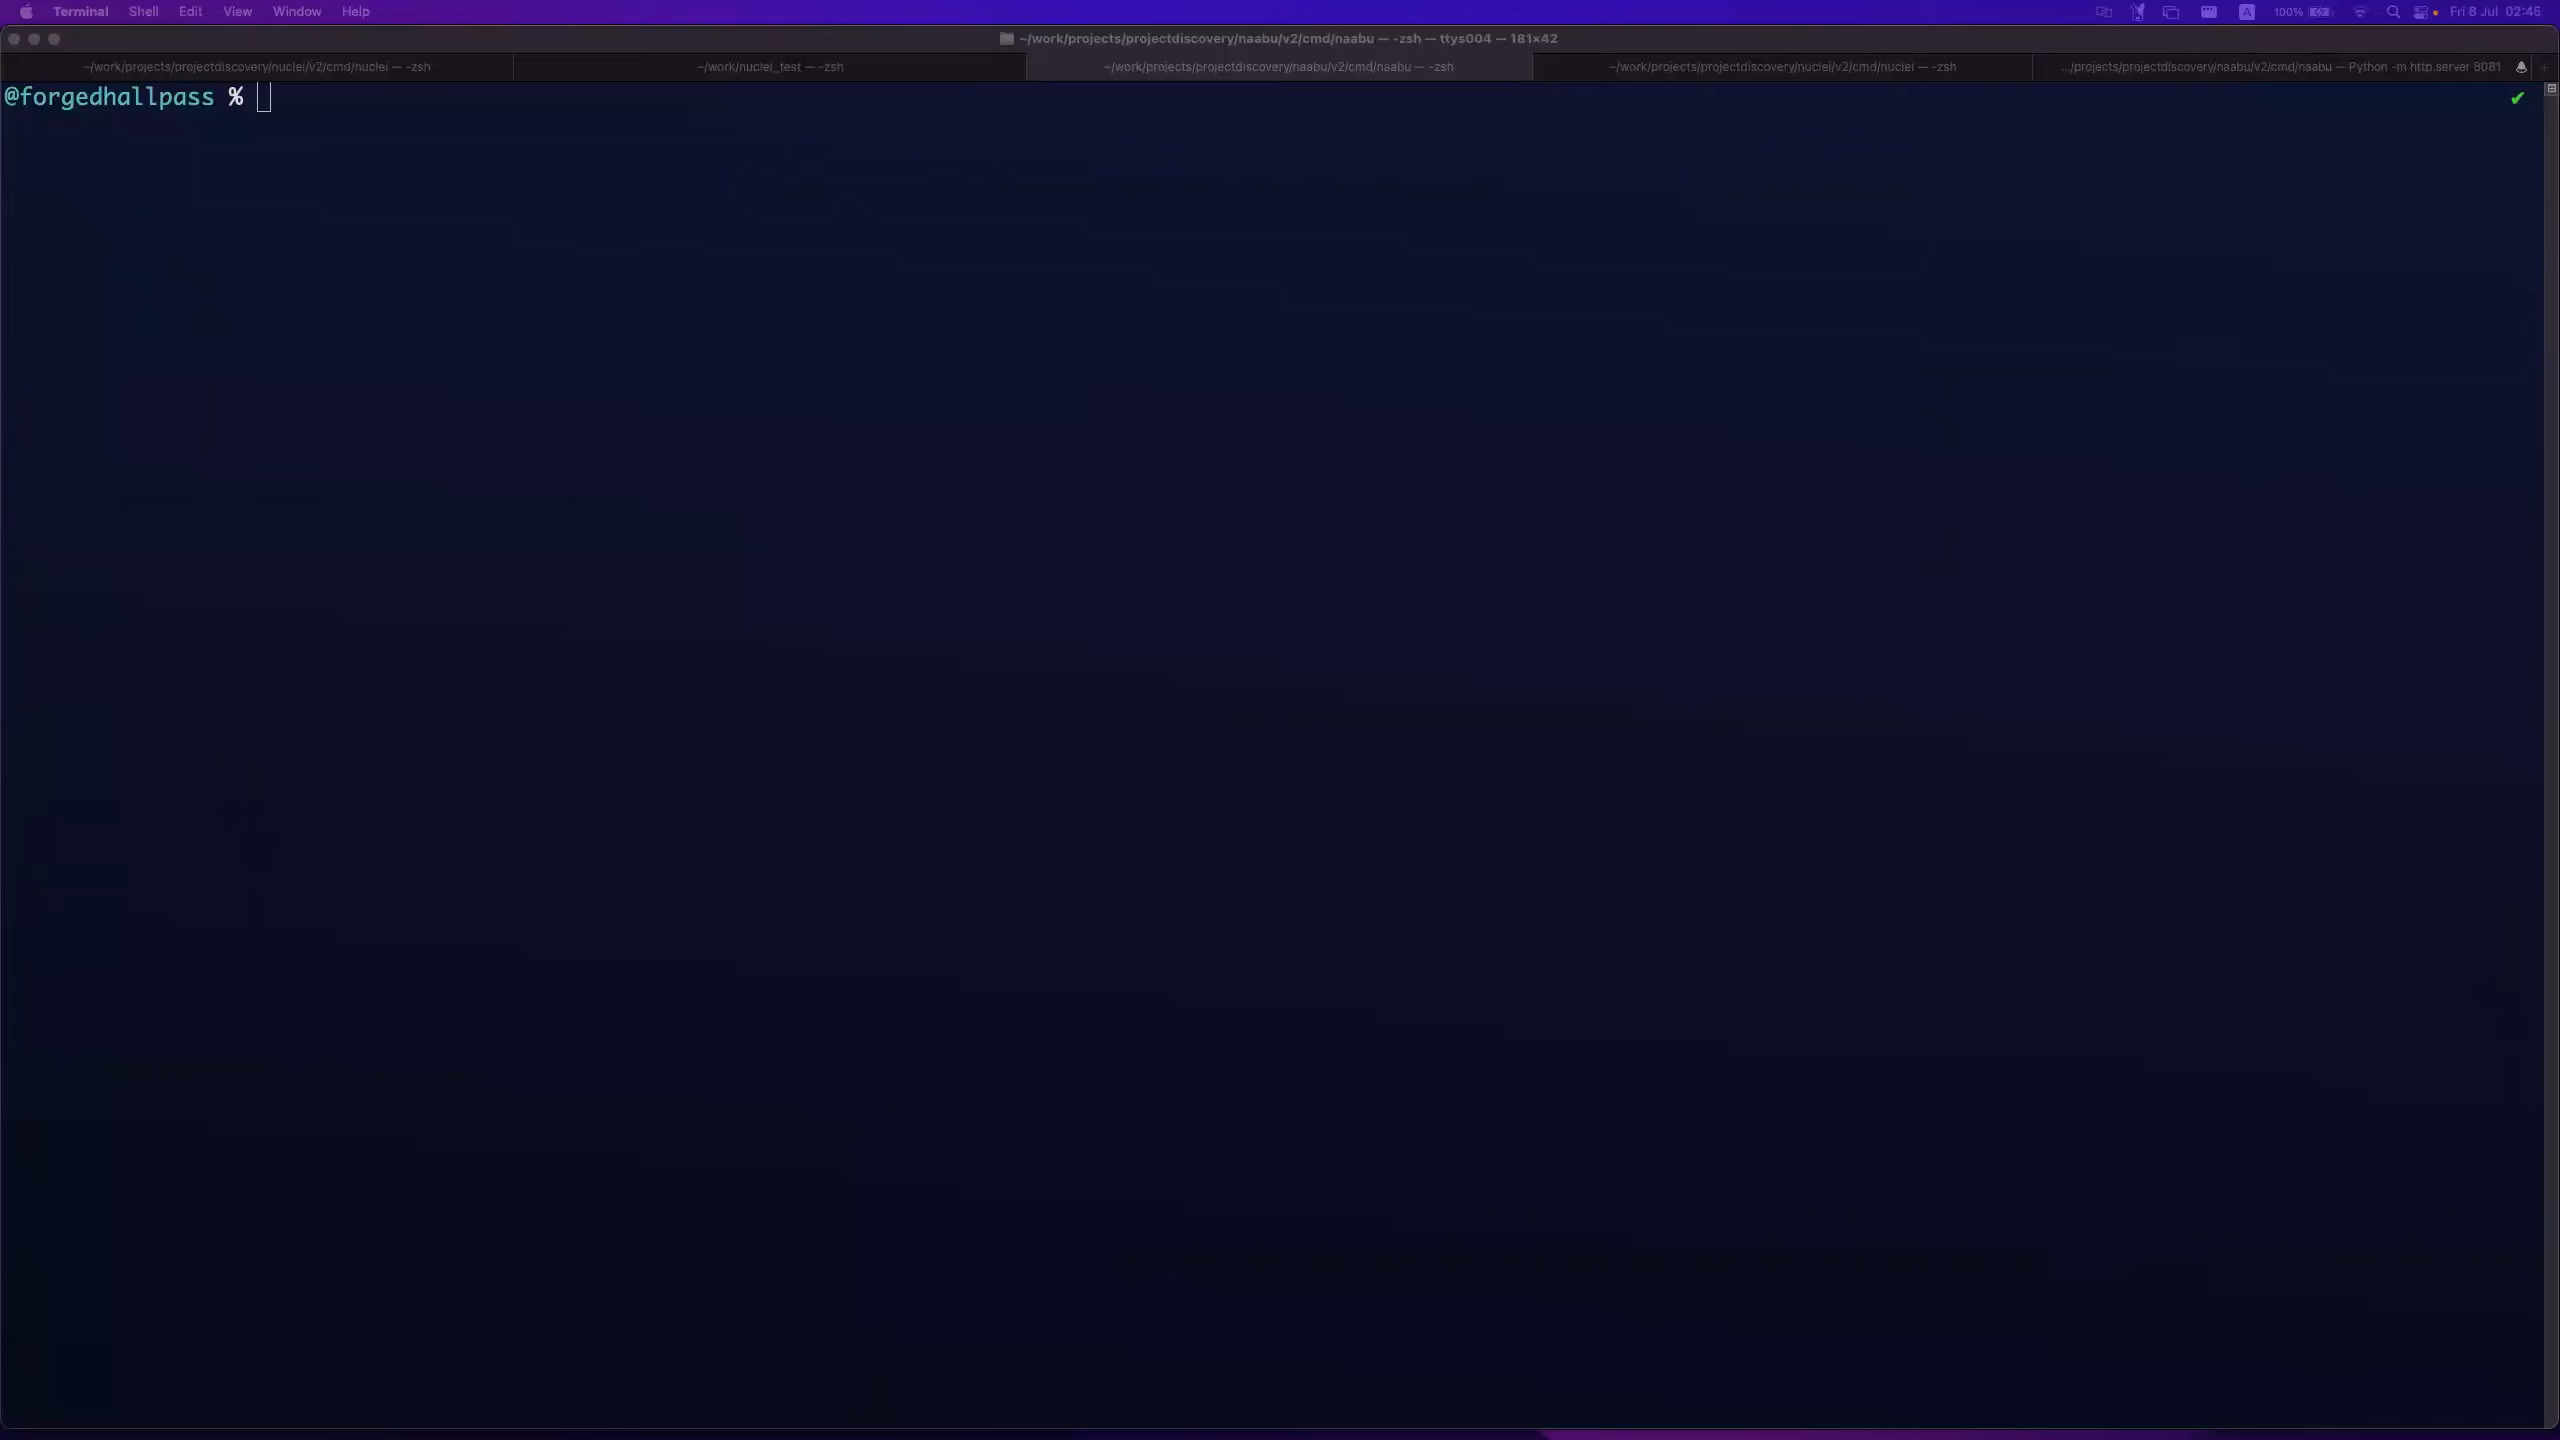 Terminal Shell Edit View Window Help A 100% Fri 8 Jul 02:45
~/work/projects/projectdiscovery/naabu/v2/cmd/naabu — -zsh — ttys004 — 181×42
~/work/projects/projectdiscovery/nuclei/v2/cmd/nuclei — -zsh ~/work/nuclei_test — -zsh ~/work/projects/projectdiscovery/naabu/v2/cmd/naabu — -zsh ~/work/projects/projectdiscovery/nuclei/v2/cmd/nuclei — -zsh .../projects/projectdiscovery/naabu/v2/cmd/naabu — Python -m http.server 8081
@forgedhallpass % ✔